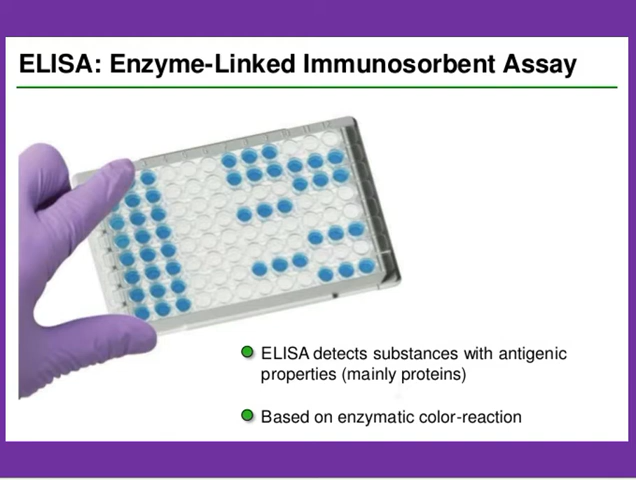 ELISA: Enzyme-Linked Immunosorbent Assay
ELISA detects substances with antigenic
properties (mainly proteins)
Based on enzymatic color-reaction